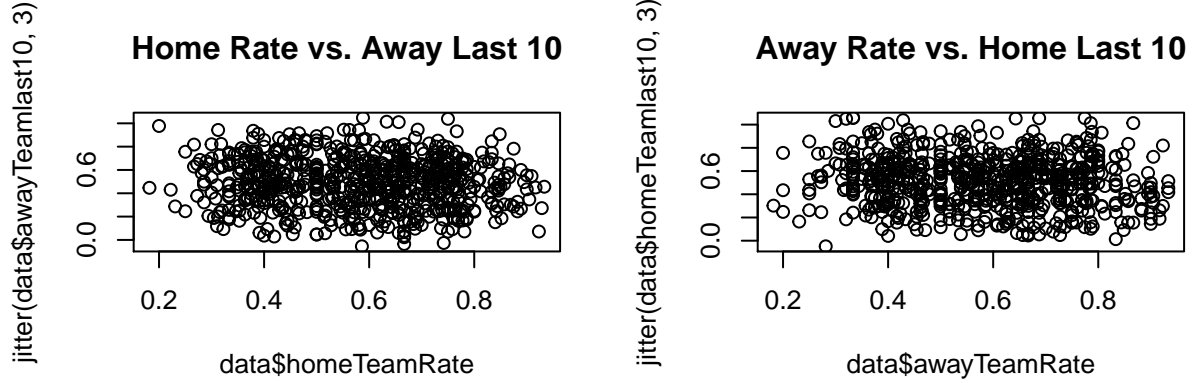 Home Rate vs. Away Last 10
jitter(data$awayTeamlast10, 3)
0.6
0.0
0.2 0.4 0.6 0.8
data$homeTeamRate
Away Rate vs. Home Last 10
jitter(data$homeTeamlast10, 3)
0.6
0.0
0.2 0.4 0.6 0.8
data$awayTeamRate